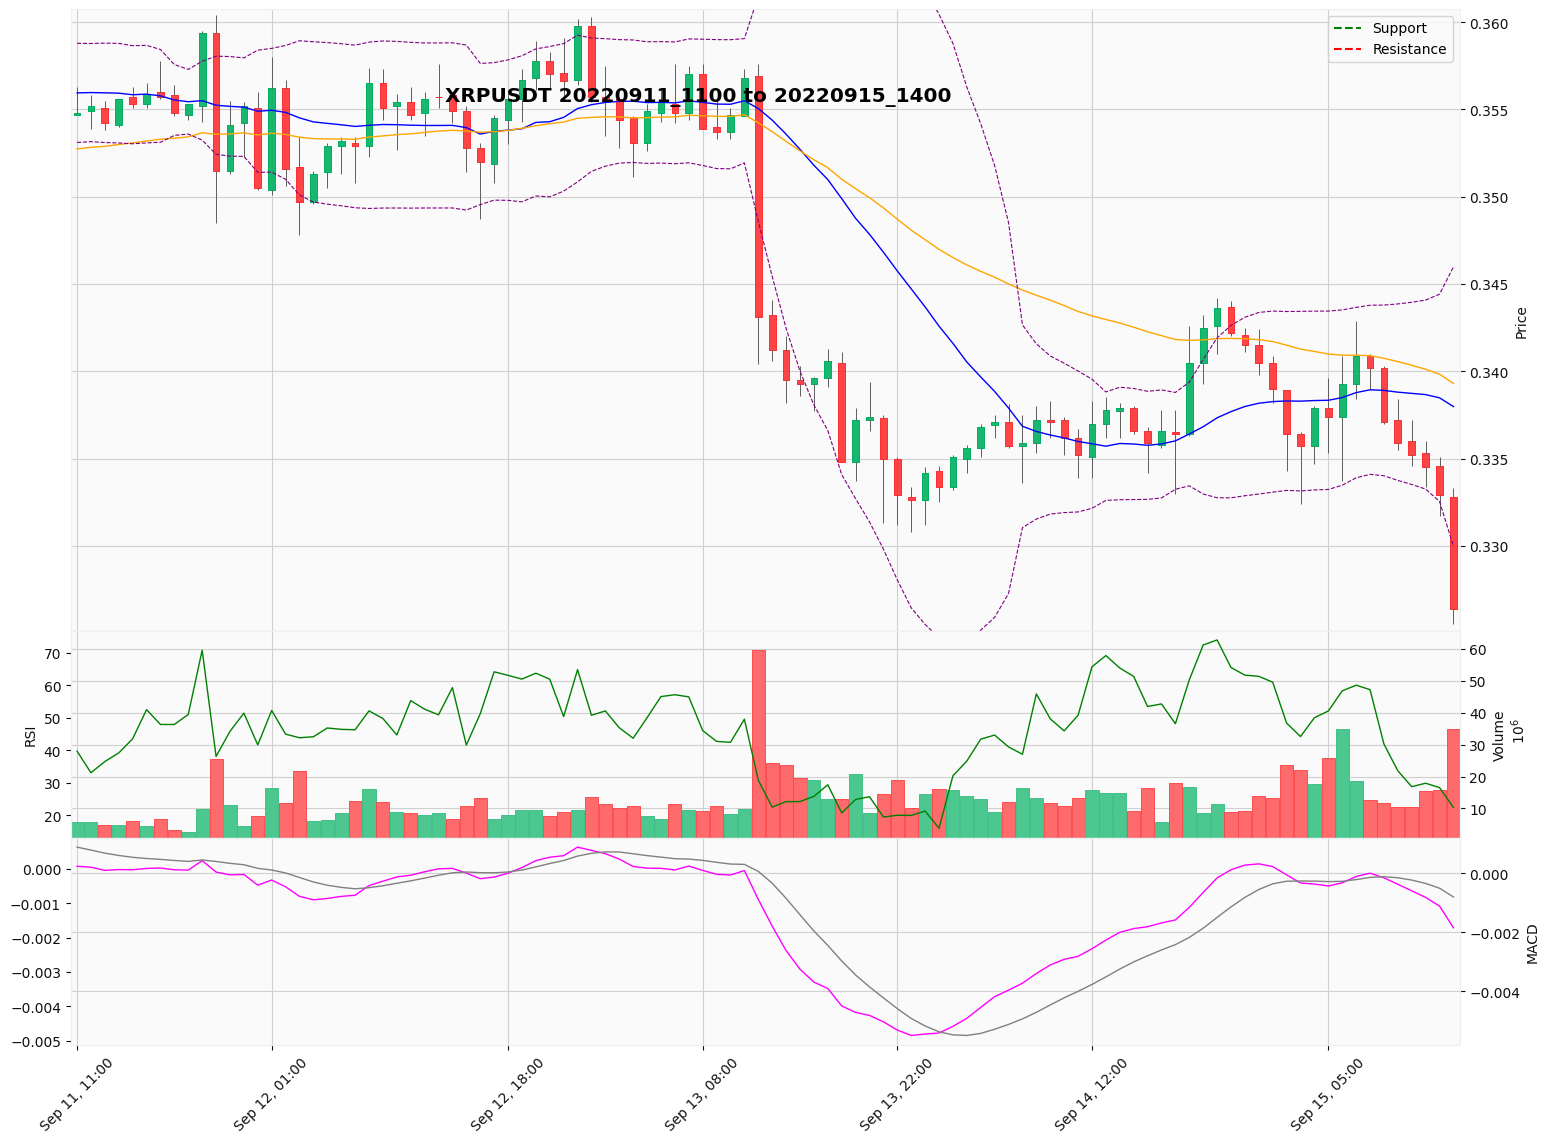 XRPUSDT 20220911_1100 to 20220915_1400
Support
Resistance
0.360
0.355
0.350
0.345
0.340
0.335
0.330
Price
70
60
50
40
30
20
RSI
60
50
40
30
20
10
Volume
10^6
0.000
−0.001
−0.002
−0.003
−0.004
−0.005
0.000
−0.002
−0.004
MACD
Sep 11, 11:00
Sep 12, 01:00
Sep 12, 18:00
Sep 13, 08:00
Sep 13, 22:00
Sep 14, 12:00
Sep 15, 05:00